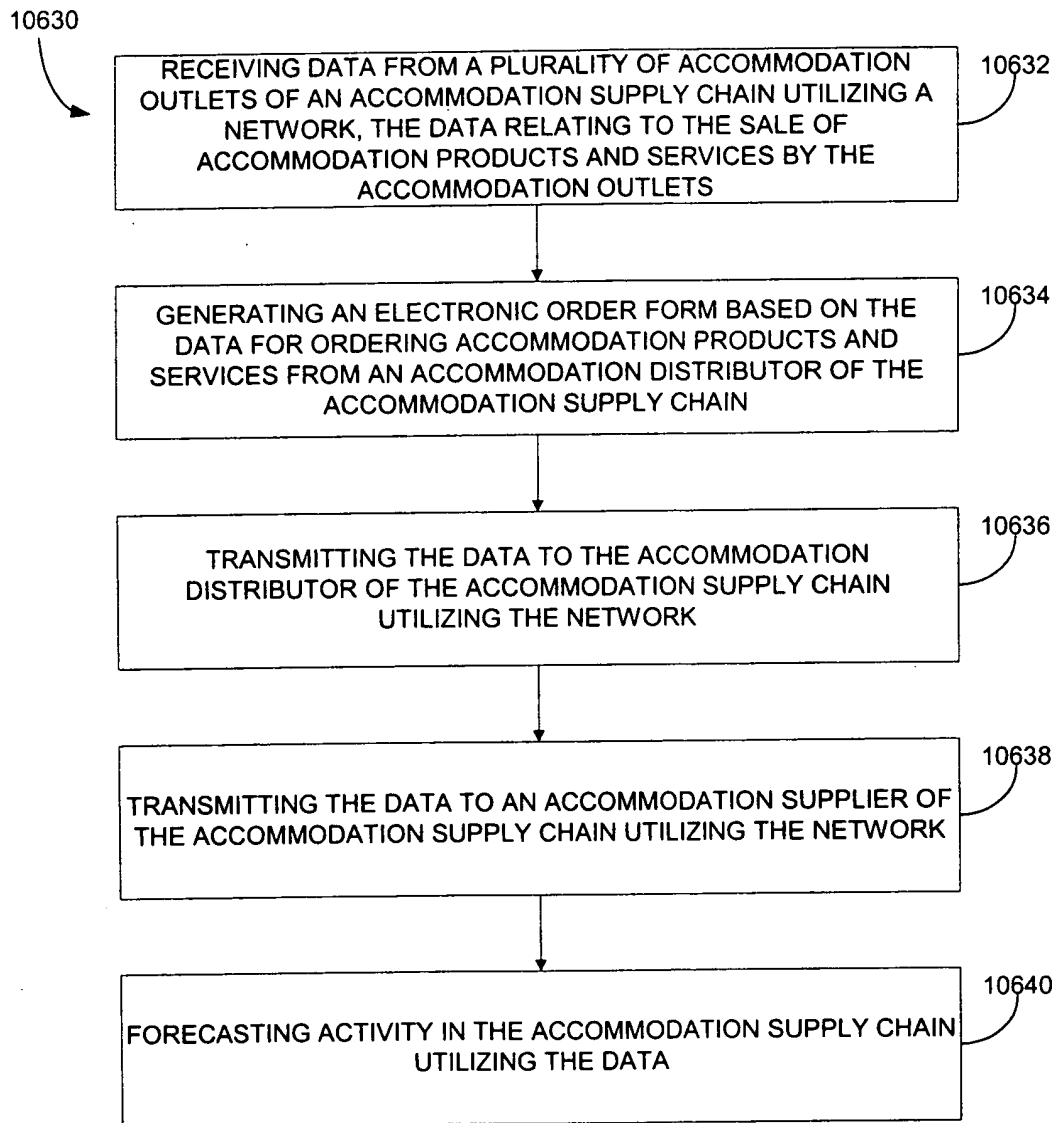 10630
RECEIVING DATA FROM A PLURALITY OF ACCOMMODATION
OUTLETS OF AN ACCOMMODATION SUPPLY CHAIN UTILIZING A
NETWORK, THE DATA RELATING TO THE SALE OF
ACCOMMODATION PRODUCTS AND SERVICES BY THE
ACCOMMODATION OUTLETS
10632
GENERATING AN ELECTRONIC ORDER FORM BASED ON THE
DATA FOR ORDERING ACCOMMODATION PRODUCTS AND
SERVICES FROM AN ACCOMMODATION DISTRIBUTOR OF THE
ACCOMMODATION SUPPLY CHAIN
10634
TRANSMITTING THE DATA TO THE ACCOMMODATION
DISTRIBUTOR OF THE ACCOMMODATION SUPPLY CHAIN
UTILIZING THE NETWORK
10636
TRANSMITTING THE DATA TO AN ACCOMMODATION SUPPLIER OF
THE ACCOMMODATION SUPPLY CHAIN UTILIZING THE NETWORK
10638
FORECASTING ACTIVITY IN THE ACCOMMODATION SUPPLY CHAIN
UTILIZING THE DATA
10640